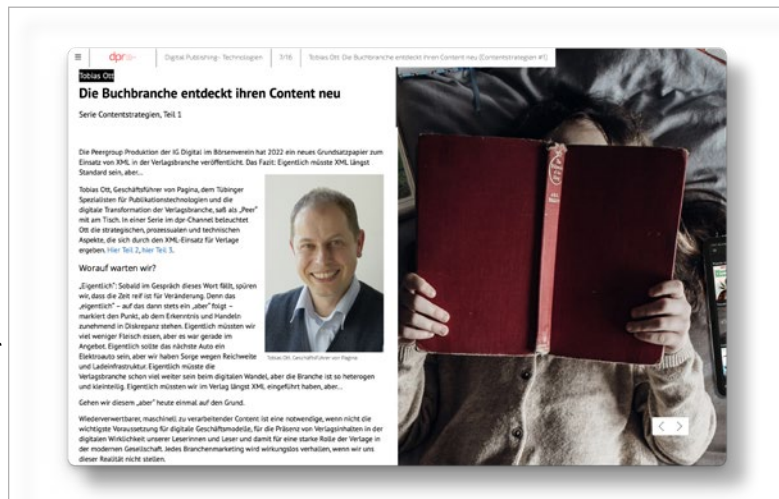 dpr
Digital Publishing- Technologien
7/16
Tobias Ott: Die Buchbranche entdeckt ihren Content neu (Contentstrategien #1)
Tobias Ott
Die Buchbranche entdeckt ihren Content neu
Serie Contentstrategien, Teil 1
Die Peergroup Produktion der IG Digital im Börsenverein hat 2022 ein neues Grundsatzpapier zum
Einsatz von XML in der Verlagsbranche veröffentlicht. Das Fazit: Eigentlich müsste XML längst
Standard sein, aber...
Tobias Ott, Geschäftsführer von Pagina, dem Tübinger
Spezialisten für Publikationstechnologien und die
digitale Transformation der Verlagsbranche, saß als „Peer“
mit am Tisch. In einer Serie im dpr-Channel beleuchtet
Ott die strategischen, prozessualen und technischen
Aspekte, die sich durch den XML-Einsatz für Verlage
ergeben. Hier Teil 2, hier Teil 3.
Worauf warten wir?
„Eigentlich“: Sobald im Gespräch dieses Wort fällt, spüren
wir, dass die Zeit reif ist für Veränderung. Denn das
„eigentlich“ – auf das dann stets ein „aber“ folgt –
markiert den Punkt, ab dem Erkenntnis und Handeln
zunehmend in Diskrepanz stehen. Eigentlich müssten wir
viel weniger Fleisch essen, aber es war gerade im
Angebot. Eigentlich sollte das nächste Auto ein
Elektroauto sein, aber wir haben Sorge wegen Reichweite
und Ladeinfrastruktur. Eigentlich müsste die
Tobias Ott, Geschäftsführer von Pagina
Verlagsbranche schon viel weiter sein beim digitalen Wandel, aber die Branche ist so heterogen
und kleinteilig. Eigentlich müssten wir im Verlag längst XML eingeführt haben, aber...
Gehen wir diesem „aber“ heute einmal auf den Grund.
Wiederverwertbarer, maschinell zu verarbeitender Content ist eine notwendige, wenn nicht die
wichtigste Voraussetzung für digitale Geschäftsmodelle, für die Präsenz von Verlagsinhalten in der
digitalen Wirklichkeit unserer Leserinnen und Leser und damit für eine starke Rolle der Verlage in
der modernen Gesellschaft. Jedes Branchenmarketing wird wirkungslos verhallen, wenn wir uns
dieser Realität nicht stellen.